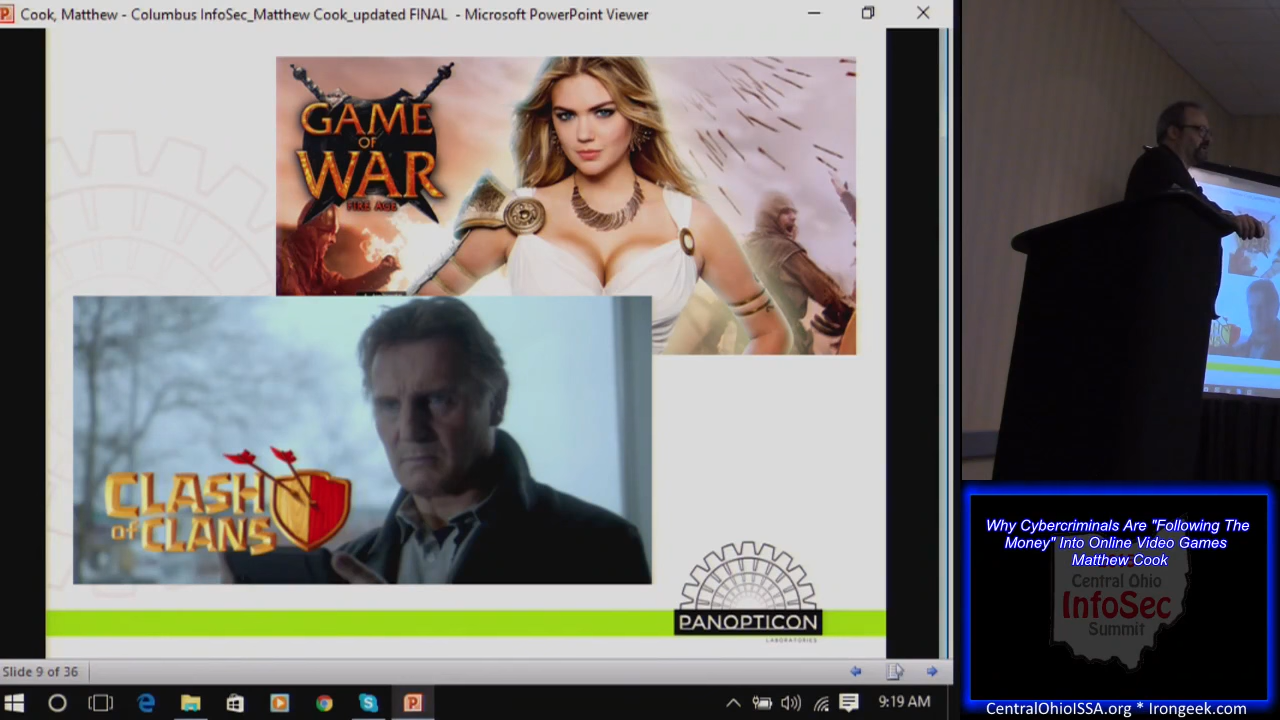 Cook, Matthew - Columbus InfoSec_Matthew Cook_updated FINAL - Microsoft PowerPoint Viewer
GAME
OF
WAR
FIRE AGE
CLASH
of CLANS
PANOPTICON
LABORATORIES
Slide 9 of 36
9:19 AM
Why Cybercriminals Are "Following The
Money" Into Online Video Games
Matthew Cook
Central Ohio
InfoSec
Summit
CentralOhioISSA.org * Irongeek.com